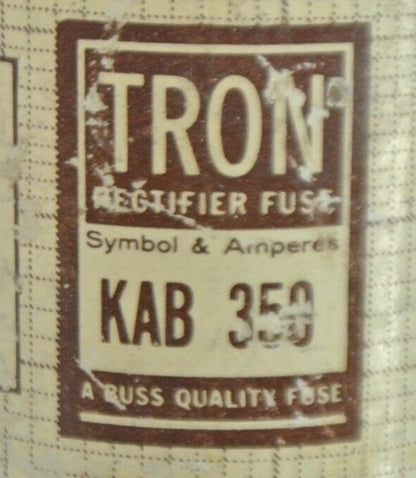 TRON
RECTIFIER FUSE
Symbol & Amperes
KAB 350
A BUSS QUALITY FUSE